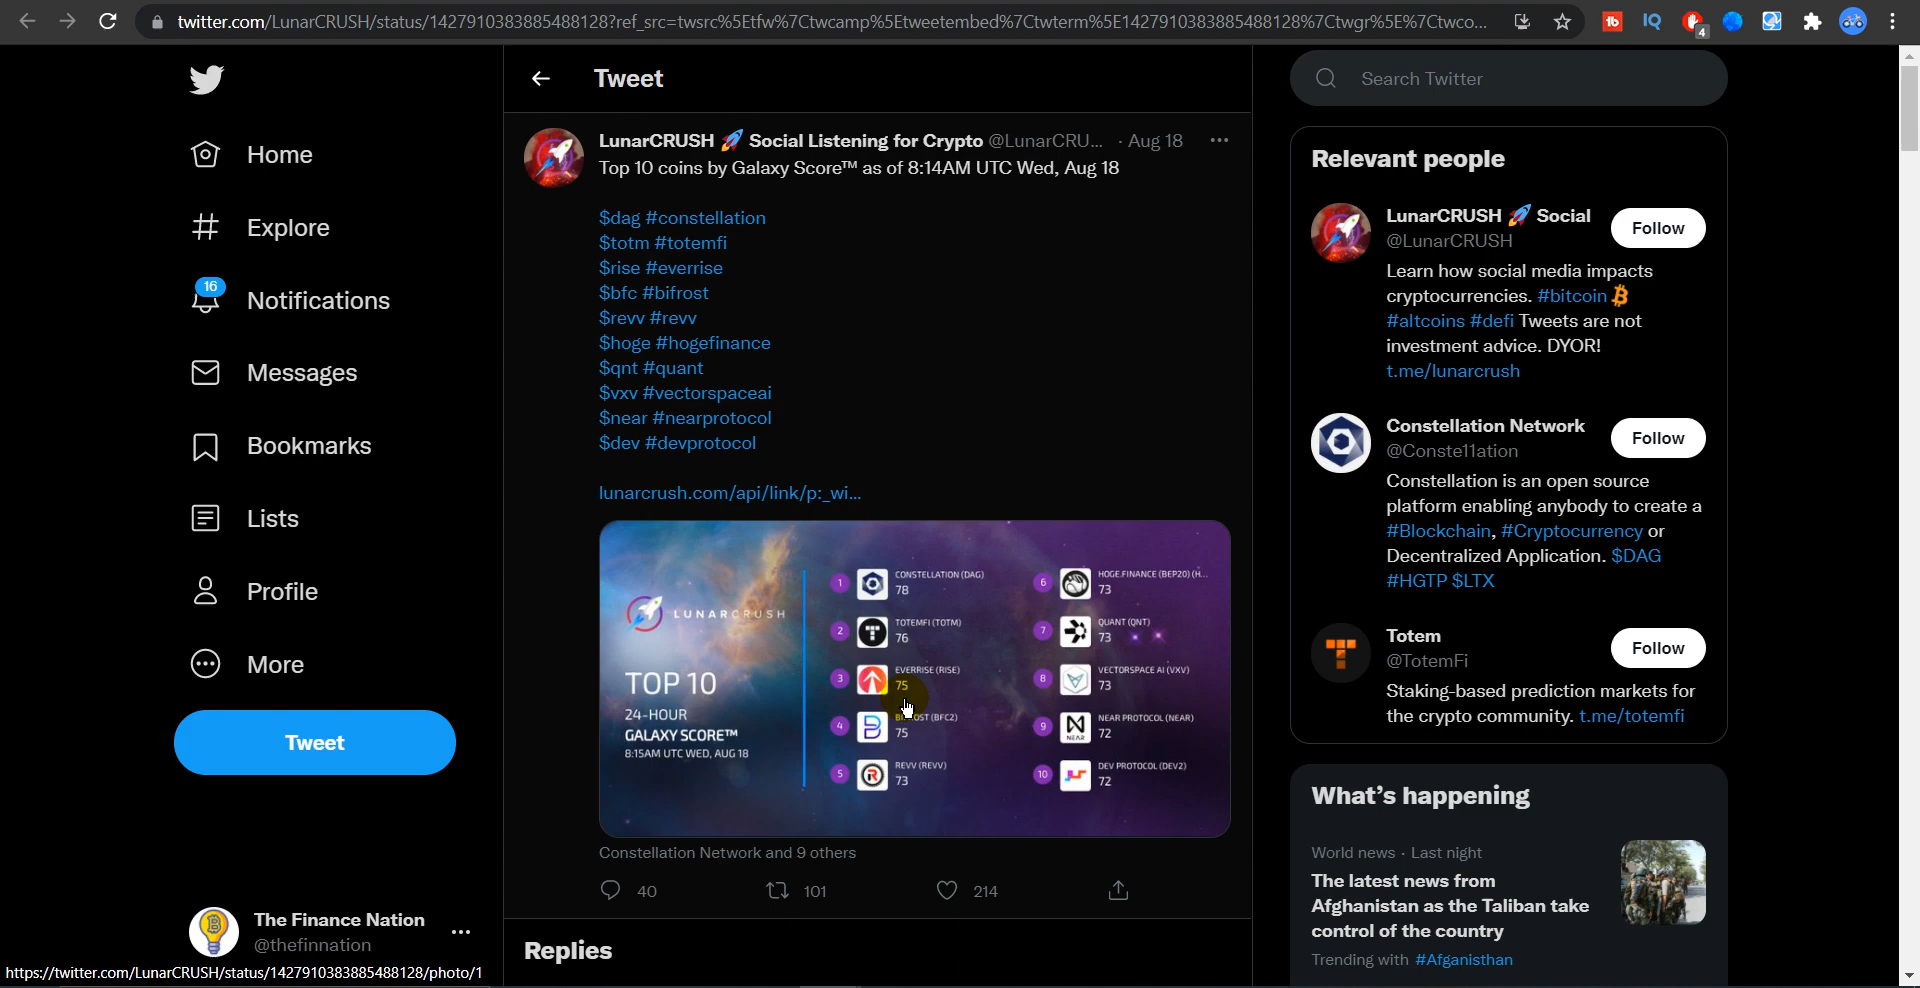 twitter.com/LunarCRUSH/status/1427910383885488128?ref_src=twsrc%5Etfw%7Ctwcamp%5Etweetembed%7Ctwterm%5E1427910383885488128%7Ctwgr%5E%7Ctwco...
4
Home
Explore
16
Notifications
Messages
Bookmarks
Lists
Profile
More
Tweet
The Finance Nation
@thefinnation
https://twitter.com/LunarCRUSH/status/1427910383885488128/photo/1
Tweet
LunarCRUSH 🚀 Social Listening for Crypto @LunarCRU... · Aug 18
Top 10 coins by Galaxy Score™ as of 8:14AM UTC Wed, Aug 18
$dag #constellation
$totm #totemfi
$rise #everrise
$bfc #bifrost
$revv #revv
$hoge #hogefinance
$qnt #quant
$vxv #vectorspaceai
$near #nearprotocol
$dev #devprotocol
lunarcrush.com/api/link/p:_wi...
LUNARCRUSH
TOP 10
24-HOUR
GALAXY SCORE™
8:15AM UTC WED, AUG 18
1 CONSTELLATION (DAG)
78
2 TOTEMFI (TOTM)
76
3 EVERRISE (RISE)
75
4 (BFC2)
75
5 REVV (REVV)
73
6 HOGE.FINANCE (BEP20) (H...
73
7 QUANT (QNT)
73
8 VECTORSPACE AI (VXV)
73
9 NEAR PROTOCOL (NEAR)
NEAR
72
10 DEV PROTOCOL (DEV2)
72
Constellation Network and 9 others
40 101 214
Replies
Search Twitter
Relevant people
LunarCRUSH 🚀 Social
@LunarCRUSH
Follow
Learn how social media impacts
cryptocurrencies. #bitcoin
#altcoins #defi Tweets are not
investment advice. DYOR!
t.me/lunarcrush
Constellation Network
@Conste11ation
Follow
Constellation is an open source
platform enabling anybody to create a
#Blockchain, #Cryptocurrency or
Decentralized Application. $DAG
#HGTP $LTX
Totem
@TotemFi
Follow
Staking-based prediction markets for
the crypto community. t.me/totemfi
What's happening
World news · Last night
The latest news from
Afghanistan as the Taliban take
control of the country
Trending with #Afganisthan